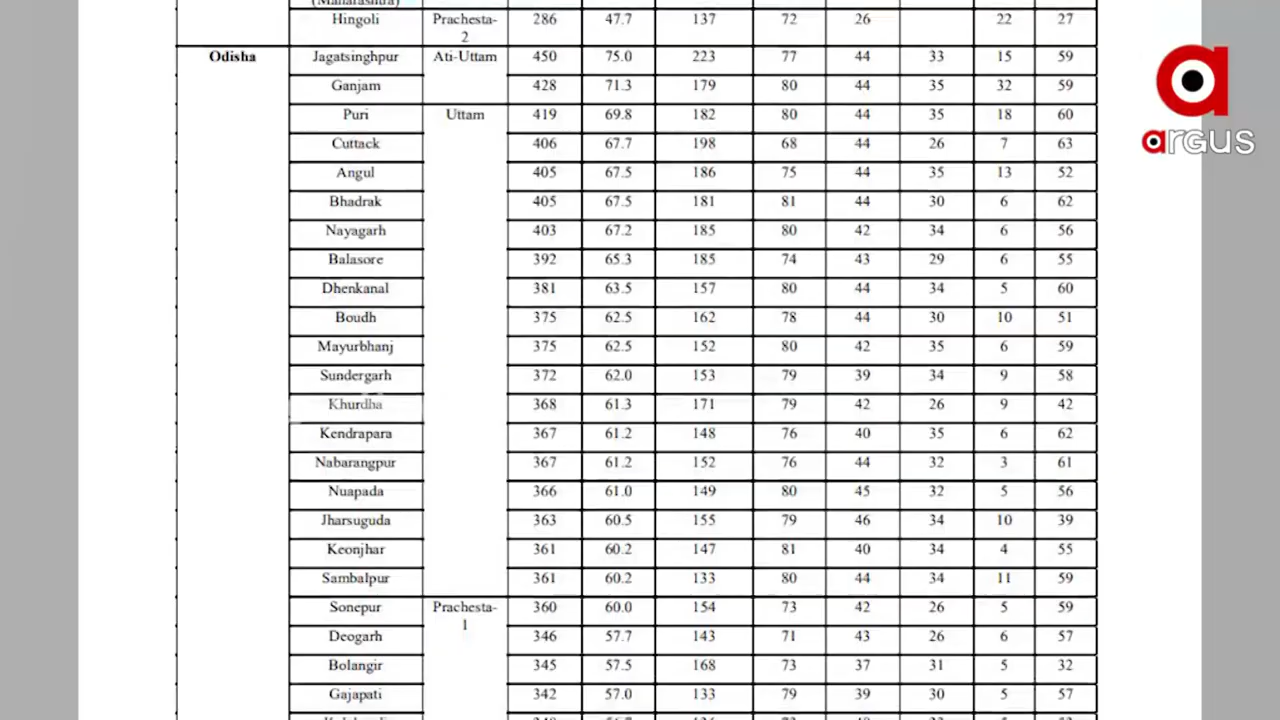 (Maharashtra)
Hingoli Prachesta-2 286 47.7 137 72 26 22 27
Odisha Jagatsinghpur Ati-Uttam 450 75.0 223 77 44 33 15 59
Ganjam 428 71.3 179 80 44 35 32 59
Puri Uttam 419 69.8 182 80 44 35 18 60
Cuttack 406 67.7 198 68 44 26 7 63
Angul 405 67.5 186 75 44 35 13 52
Bhadrak 405 67.5 181 81 44 30 6 62
Nayagarh 403 67.2 185 80 42 34 6 56
Balasore 392 65.3 185 74 43 29 6 55
Dhenkanal 381 63.5 157 80 44 34 5 60
Boudh 375 62.5 162 78 44 30 10 51
Mayurbhanj 375 62.5 152 80 42 35 6 59
Sundergarh 372 62.0 153 79 39 34 9 58
Khurdha 368 61.3 171 79 42 26 9 42
Kendrapara 367 61.2 148 76 40 35 6 62
Nabarangpur 367 61.2 152 76 44 32 3 61
Nuapada 366 61.0 149 80 45 32 5 56
Jharsuguda 363 60.5 155 79 46 34 10 39
Keonjhar 361 60.2 147 81 40 34 4 55
Sambalpur 361 60.2 133 80 44 34 11 59
Sonepur Prachesta-1 360 60.0 154 73 42 26 5 59
Deogarh 346 57.7 143 71 43 26 6 57
Bolangir 345 57.5 168 73 37 31 5 32
Gajapati 342 57.0 133 79 39 30 5 57
a
argus